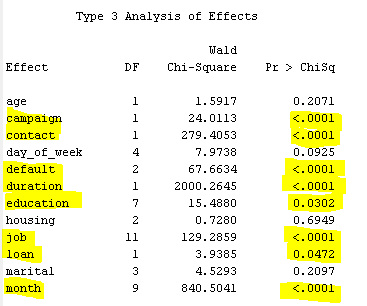 Type 3 Analysis of Effects
Wald
Effect DF Chi-Square Pr > ChiSq
age 1 1.5917 0.2071
campaign 1 24.0113 <.0001
contact 1 279.4053 <.0001
day_of_week 4 7.9738 0.0925
default 2 67.6634 <.0001
duration 1 2000.2645 <.0001
education 7 15.4880 0.0302
housing 2 0.7280 0.6949
job 11 129.2859 <.0001
loan 1 3.9385 0.0472
marital 3 4.5293 0.2097
month 9 840.5041 <.0001